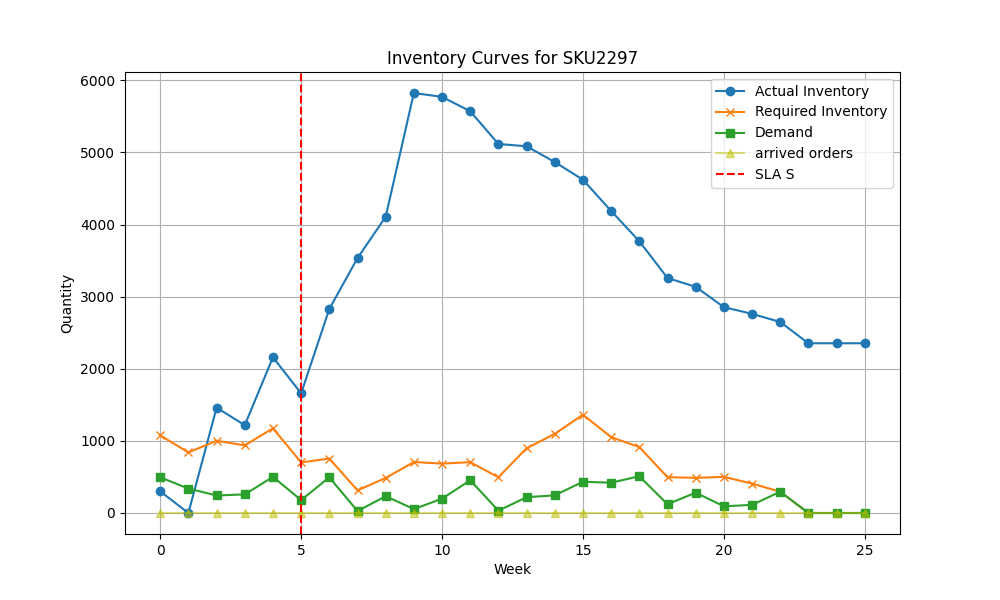 Inventory Curves for SKU2297
Actual Inventory
Required Inventory
Demand
arrived orders
SLA S
6000
5000
4000
3000
2000
1000
0
Quantity
0 5 10 15 20 25
Week